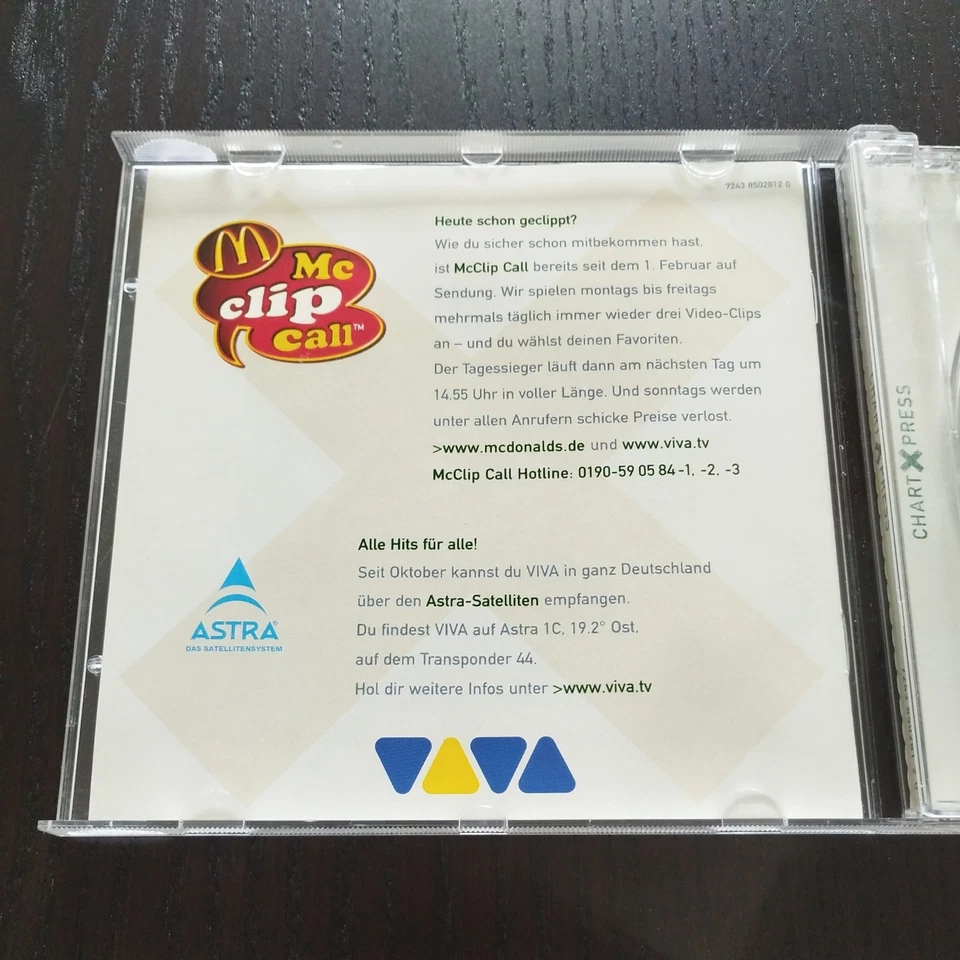 7243 8502812 0
Mc
clip
call™
Heute schon geclippt?
Wie du sicher schon mitbekommen hast,
ist McClip Call bereits seit dem 1. Februar auf
Sendung. Wir spielen montags bis freitags
mehrmals täglich immer wieder drei Video-Clips
an – und du wählst deinen Favoriten.
Der Tagessieger läuft dann am nächsten Tag um
14.55 Uhr in voller Länge. Und sonntags werden
unter allen Anrufern schicke Preise verlost.
>www.mcdonalds.de und www.viva.tv
McClip Call Hotline: 0190-59 05 84 -1, -2, -3
Alle Hits für alle!
Seit Oktober kannst du VIVA in ganz Deutschland
über den Astra-Satelliten empfangen.
Du findest VIVA auf Astra 1C, 19.2° Ost,
auf dem Transponder 44.
Hol dir weitere Infos unter >www.viva.tv
ASTRA®
DAS SATELLITENSYSTEM
VIVA
CHART X PRESS